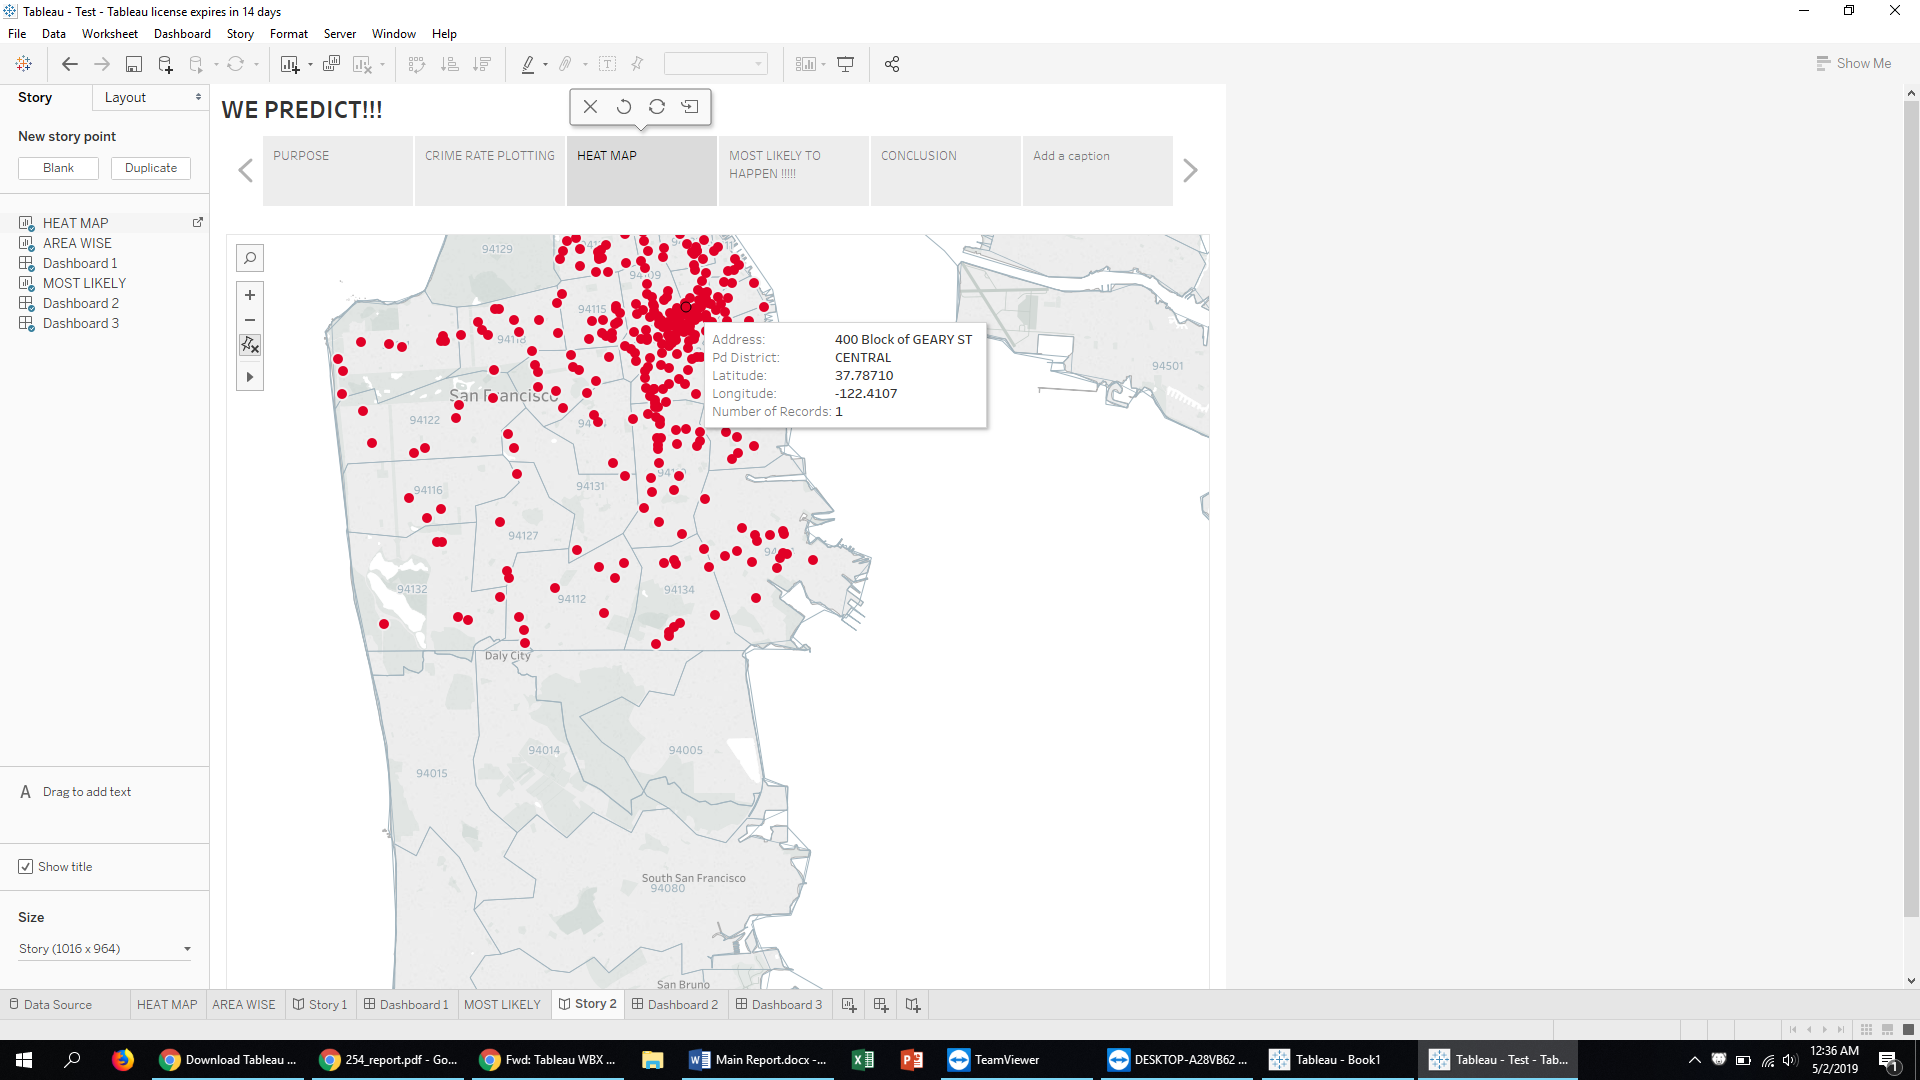 Tableau - Test - Tableau license expires in 14 days
File Data Worksheet Dashboard Story Format Server Window Help
Show Me
Story Layout
New story point
Blank Duplicate
HEAT MAP
AREA WISE
Dashboard 1
MOST LIKELY
Dashboard 2
Dashboard 3
A Drag to add text
Show title
Size
Story (1016 x 964)
WE PREDICT!!!
PURPOSE
CRIME RATE PLOTTING
HEAT MAP
MOST LIKELY TO
HAPPEN !!!!!
CONCLUSION
Add a caption
94129
94109
94115
94118
San Francisco
94122
94501
Address: 400 Block of GEARY ST
Pd District: CENTRAL
Latitude: 37.78710
Longitude: -122.4107
Number of Records: 1
94131
94116
94127
94132
94112
94134
Daly City
94014
94005
94015
South San Francisco
94080
San Bruno
Data Source HEAT MAP AREA WISE Story 1 Dashboard 1 MOST LIKELY Story 2 Dashboard 2 Dashboard 3
Download Tableau ... 254_report.pdf - Go... Fwd: Tableau WBX ... Main Report.docx -... TeamViewer DESKTOP-A28VB62 ... Tableau - Book1 Tableau - Test - Tab...
12:36 AM
5/2/2019
1